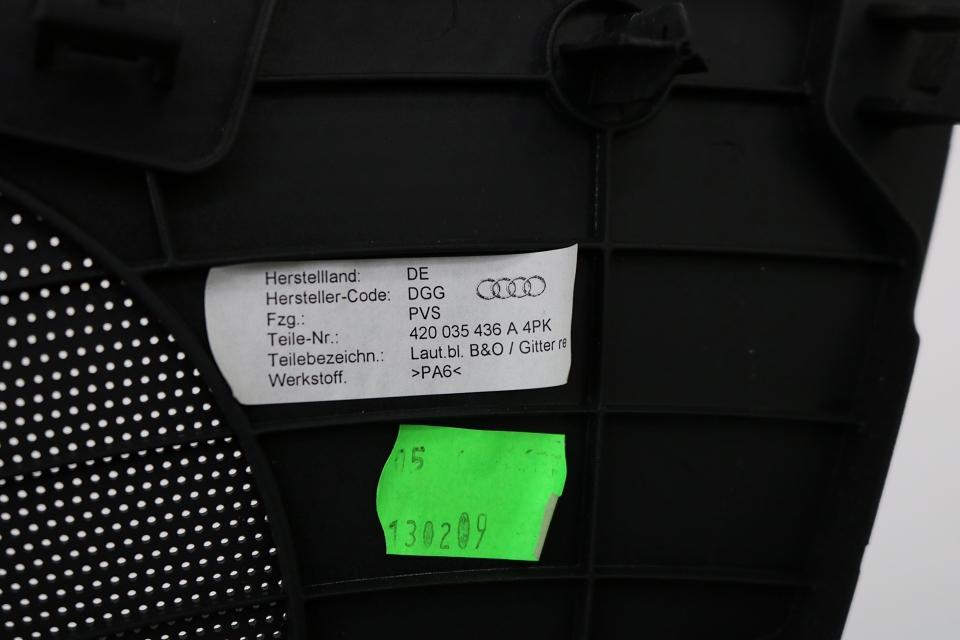 Herstellland: DE
Hersteller-Code: DGG
Fzg.: PVS
Teile-Nr.: 420 035 436 A 4PK
Teilebezeichn.: Laut.bl. B&O / Gitter re
Werkstoff. >PA6<
15
130209